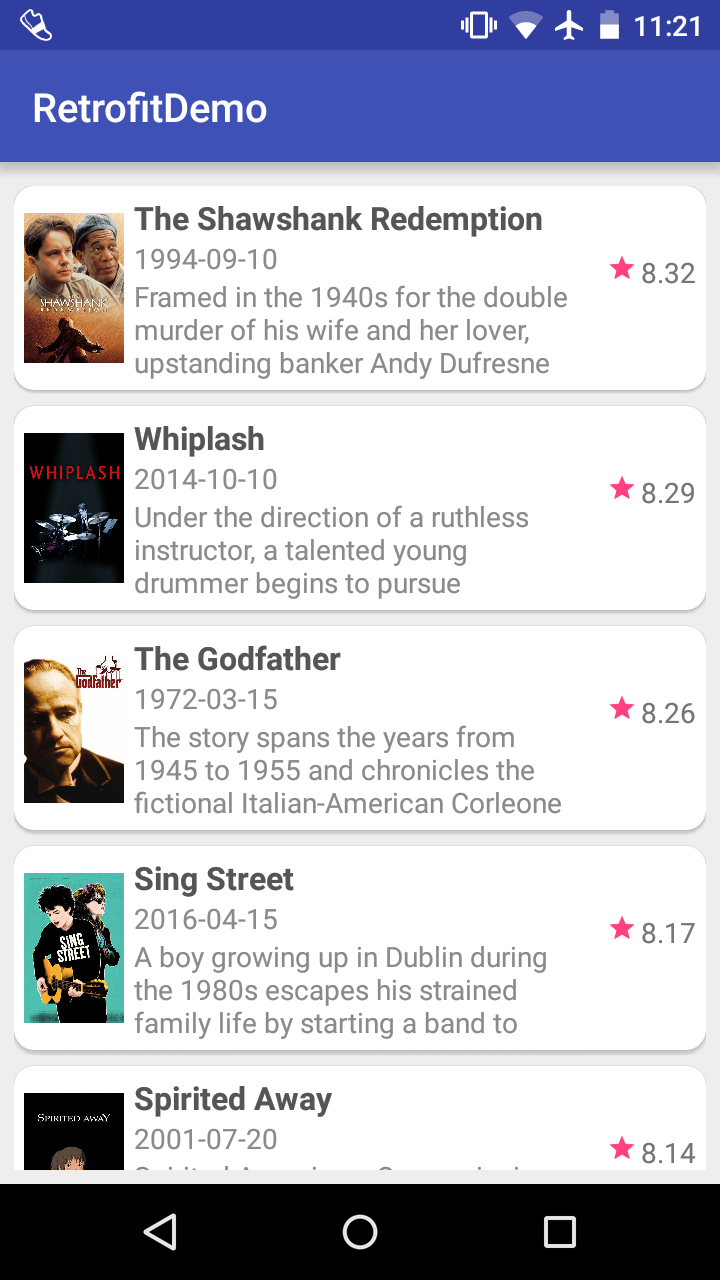 11:21
RetrofitDemo
The Shawshank Redemption
1994-09-10
8.32
Framed in the 1940s for the double
murder of his wife and her lover,
upstanding banker Andy Dufresne
SHAWSHANK
REDEMPTION
Whiplash
2014-10-10
8.29
Under the direction of a ruthless
instructor, a talented young
drummer begins to pursue
WHIPLASH
The Godfather
1972-03-15
8.26
The story spans the years from
1945 to 1955 and chronicles the
fictional Italian-American Corleone
The
Godfather
Sing Street
2016-04-15
8.17
A boy growing up in Dublin during
the 1980s escapes his strained
family life by starting a band to
SING
STREET
Spirited Away
2001-07-20
8.14
SPIRITED AWAY